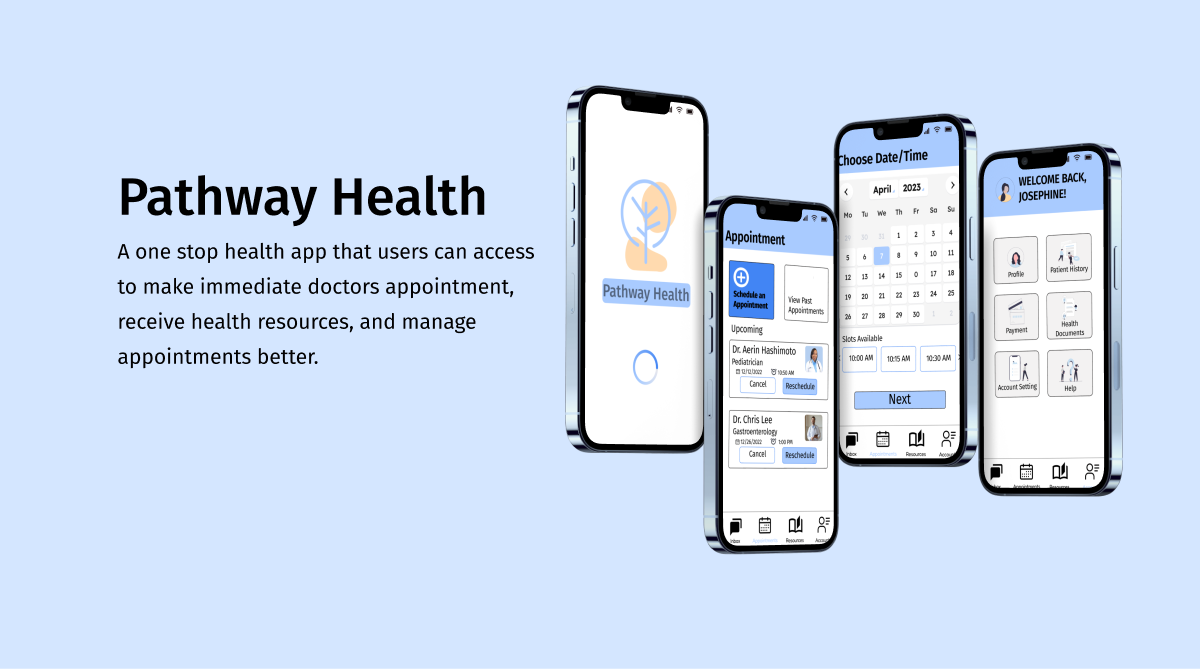 Pathway Health
A one stop health app that users can access
to make immediate doctors appointment,
receive health resources, and manage
appointments better.
Pathway Health
Appointment
Schedule an
Appointment
View Past
Appointments
Upcoming
Dr. Aerin Hashimoto
Pediatrician
12/12/2022 10:50 AM
Cancel Reschedule
Dr. Chris Lee
Gastroenterology
12/26/2022 1:00 PM
Cancel Reschedule
Inbox Appointments Resources Accoun
Choose Date/Time
April 2023
Mo Tu We Th Fr Sa Su
29 30 31 1 2 3 4
5 6 7 8 9 10 11
12 13 14 15 0 17 18
19 20 21 22 23 24 25
26 27 28 29 30 1 2
Slots Available
10:00 AM 10:15 AM 10:30 AM
Next
nbox Appointments Resources Accoun
WELCOME BACK,
JOSEPHINE!
Profile
Patient History
Payment
Health
Documents
Account Setting
Help
Appointments Resources